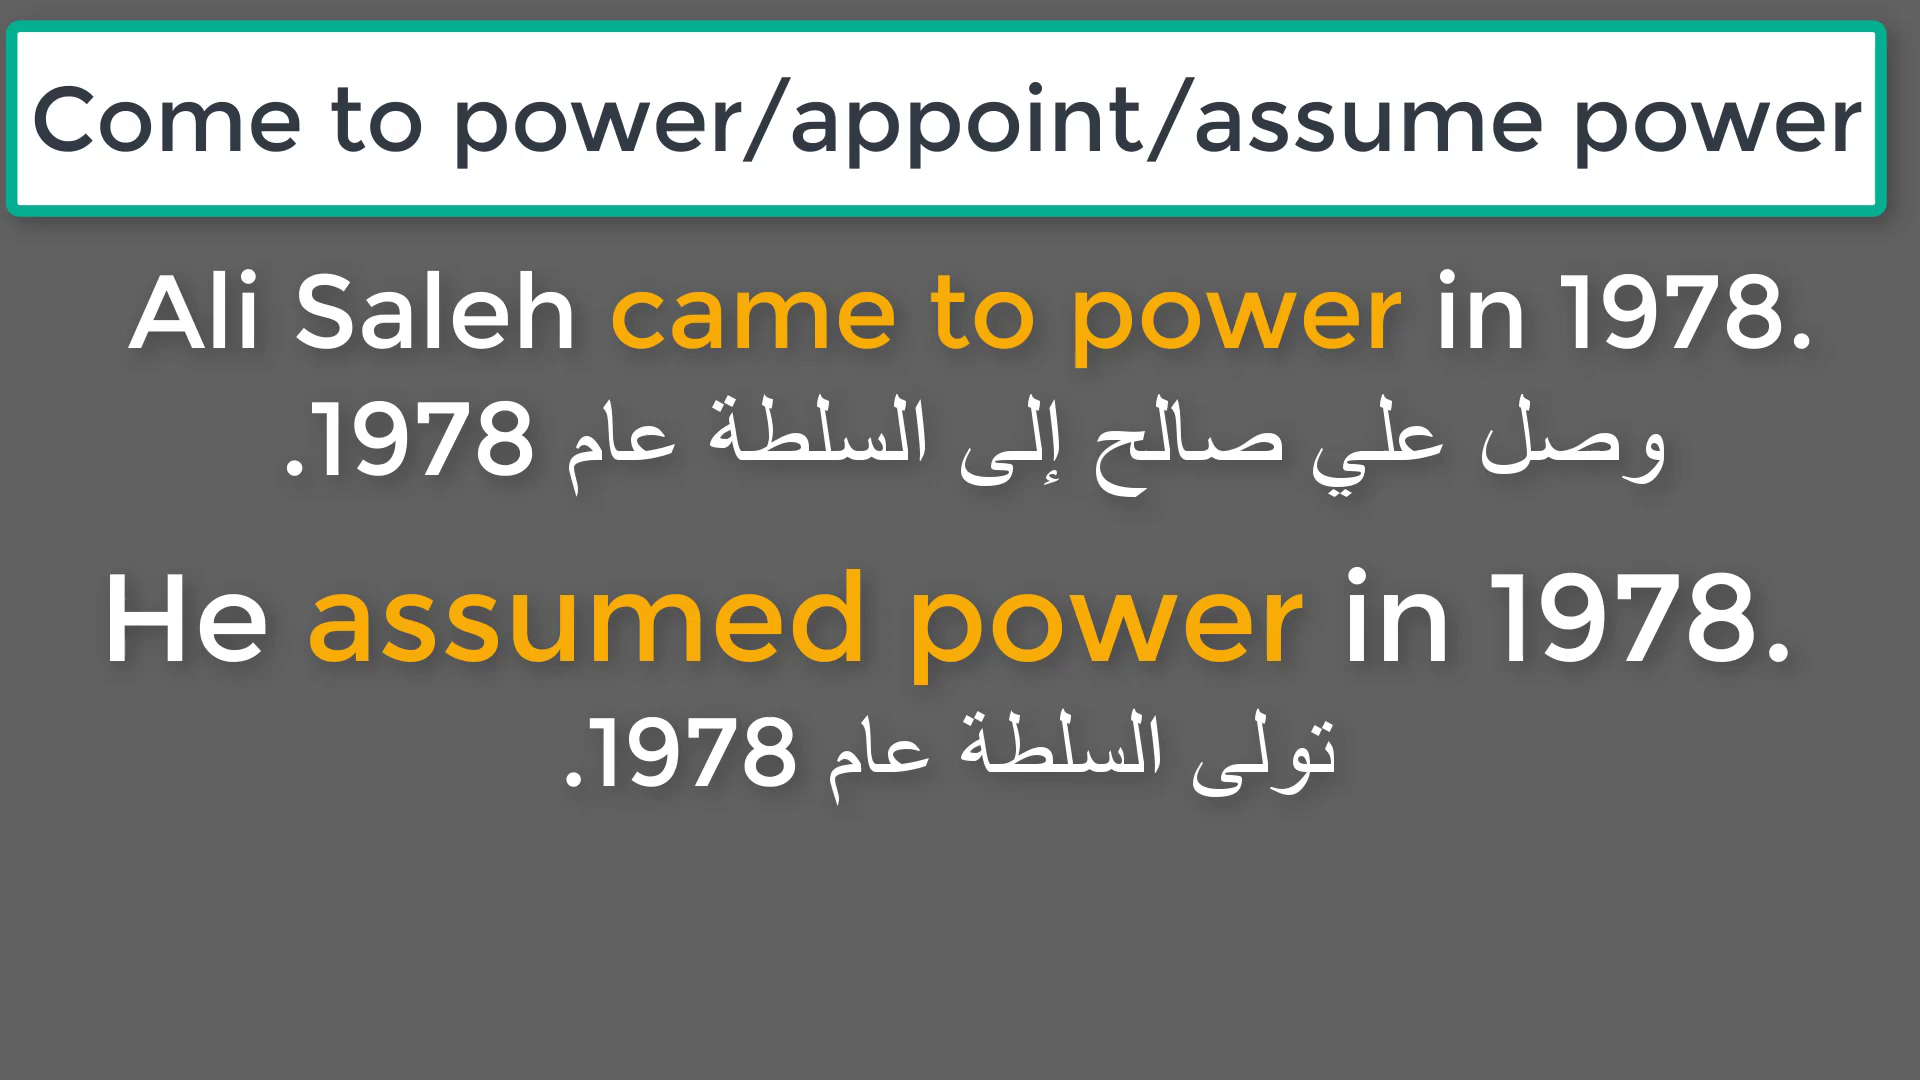 Come to power/appoint/assume power
Ali Saleh came to power in 1978.
وصل علي صالح إلى السلطة عام 1978.
He assumed power in 1978.
تولى السلطة عام 1978.